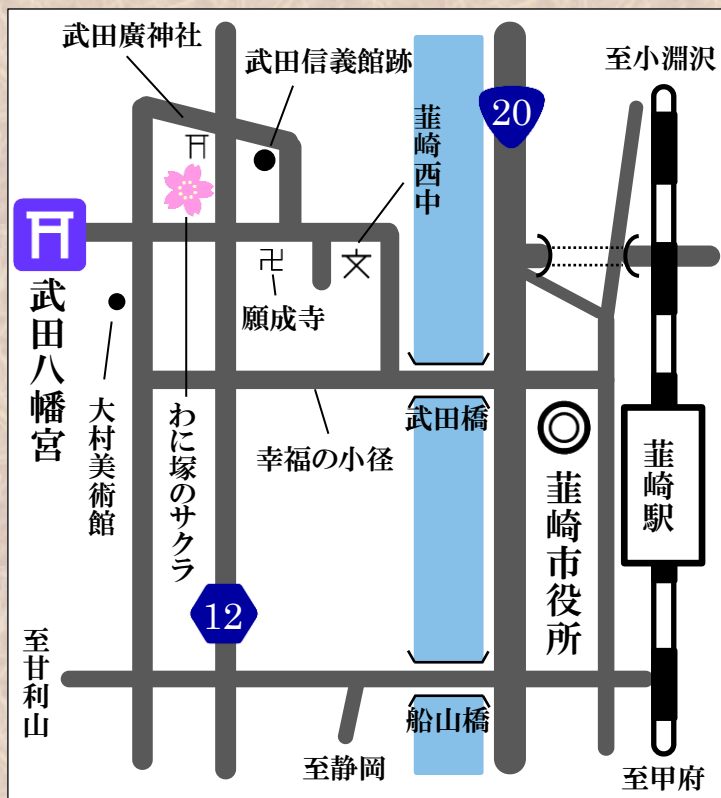 武田廣神社
武田信義館跡
至小淵沢
20
韮崎西中
武田八幡宮
願成寺
大村美術館
わに塚のサクラ
幸福の小径
武田橋
韮崎市役所
韮崎駅
12
至甘利山
船山橋
至静岡
至甲府